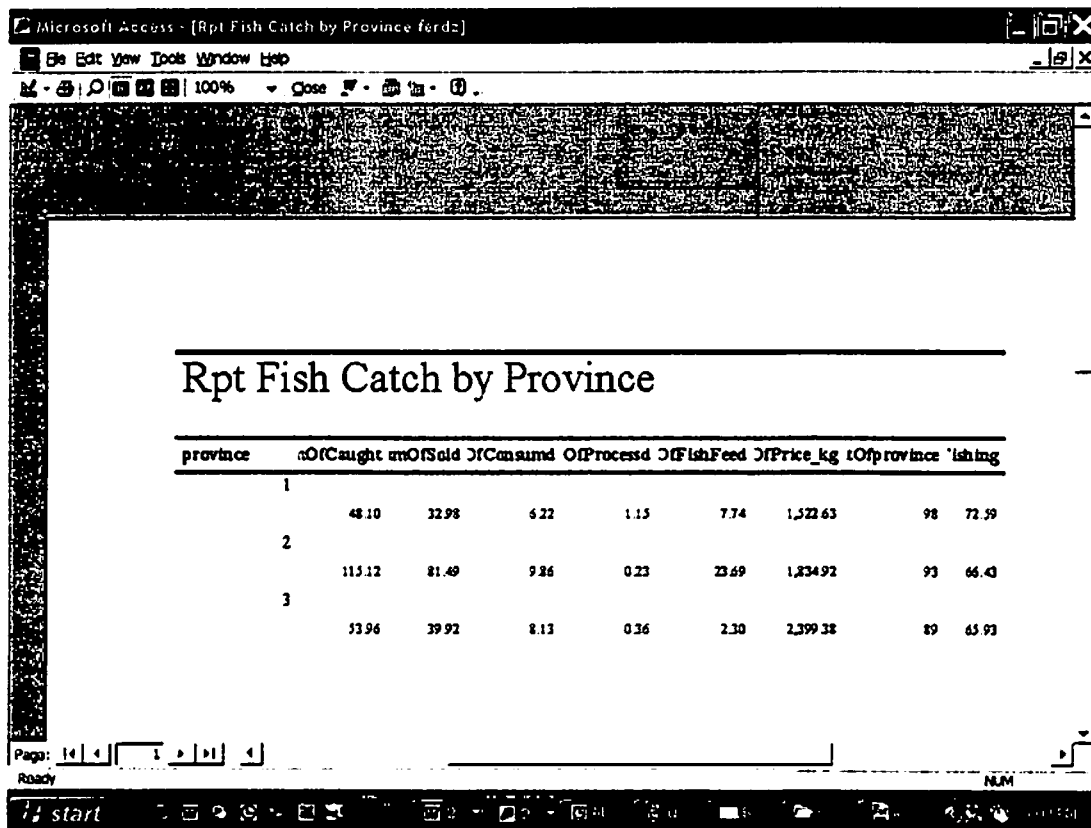 Microsoft Access - [Rpt Fish Catch by Province ferdz]
File Edit View Tools Window Help
100% Close
Rpt Fish Catch by Province
province nOfCaught umOfSold OfConsumd OfProcessd OfFishFeed OfPrice_kg tOfprovince ishing
1
48.10 32.98 6.22 1.15 7.74 1,522.63 98 72.59
2
115.12 81.49 9.86 0.23 23.69 1,834.92 93 66.43
3
53.96 39.92 8.13 0.36 2.30 2,399.38 89 65.93
Page: 1
Ready NUM
start